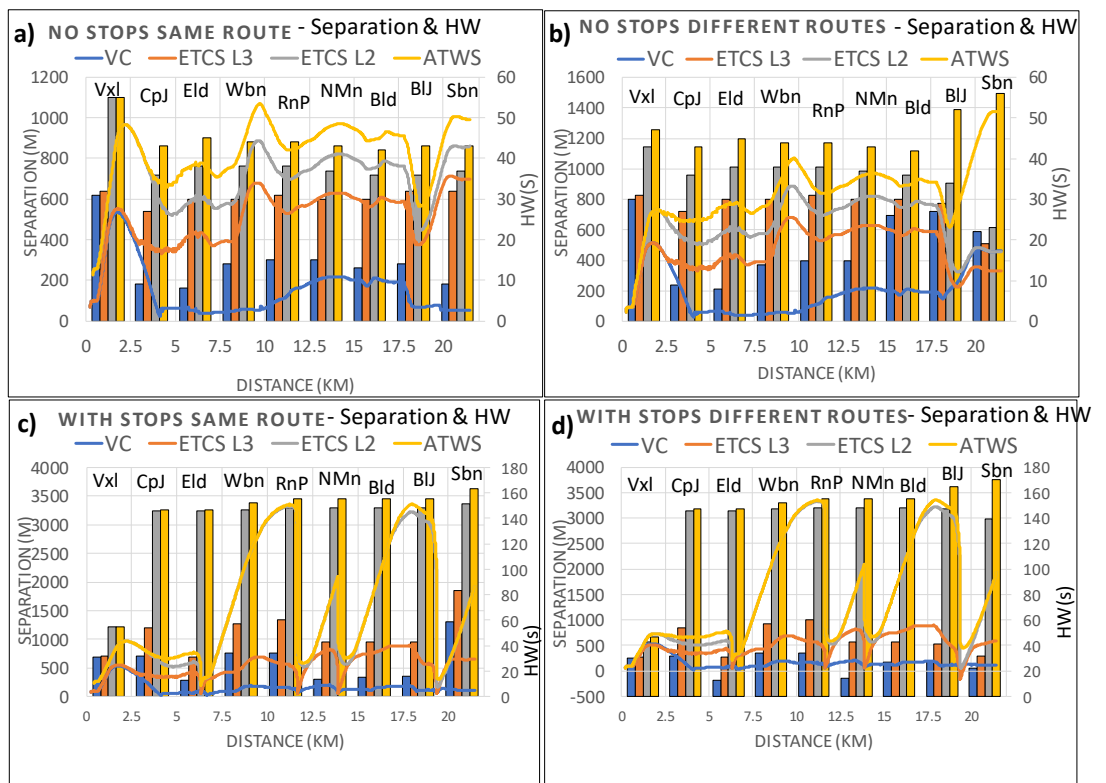 a) NO STOPS SAME ROUTE - Separation & HW
VC ETCS L3 ETCS L2 ATWS
Vxl CpJ Eld Wbn RnP NMn Bld BlJ Sbn
SEPARATION (M)
1200
1000
800
600
400
200
0
HW(S)
60
50
40
30
20
10
0
0 2.5 5 7.5 10 12.5 15 17.5 20
DISTANCE (KM)
b) NO STOPS DIFFERENT ROUTES - Separation & HW
VC ETCS L3 ETCS L2 ATWS
Vxl CpJ Eld Wbn RnP NMn Bld BlJ Sbn
SEPARATION (M)
1600
1400
1200
1000
800
600
400
200
0
HW(S)
60
50
40
30
20
10
0
0 2.5 5 7.5 10 12.5 15 17.5 20
DISTANCE (KM)
c) WITH STOPS SAME ROUTE- Separation & HW
VC ETCS L3 ETCS L2 ATWS
Vxl CpJ Eld Wbn RnP NMn Bld BlJ Sbn
SEPARATION (M)
4000
3500
3000
2500
2000
1500
1000
500
0
HW(s)
180
160
140
120
100
80
60
40
20
0
0 2.5 5 7.5 10 12.5 15 17.5 20
DISTANCE (KM)
d) WITH STOPS DIFFERENT ROUTES- Separation & HW
VC ETCS L3 ETCS L2 ATWS
Vxl CpJ Eld Wbn RnP NMn Bld BlJ Sbn
SEPARATION (M)
4000
3500
3000
2500
2000
1500
1000
500
0
-500
HW(s)
180
160
140
120
100
80
60
40
20
0
0 2.5 5 7.5 10 12.5 15 17.5 20
DISTANCE (KM)